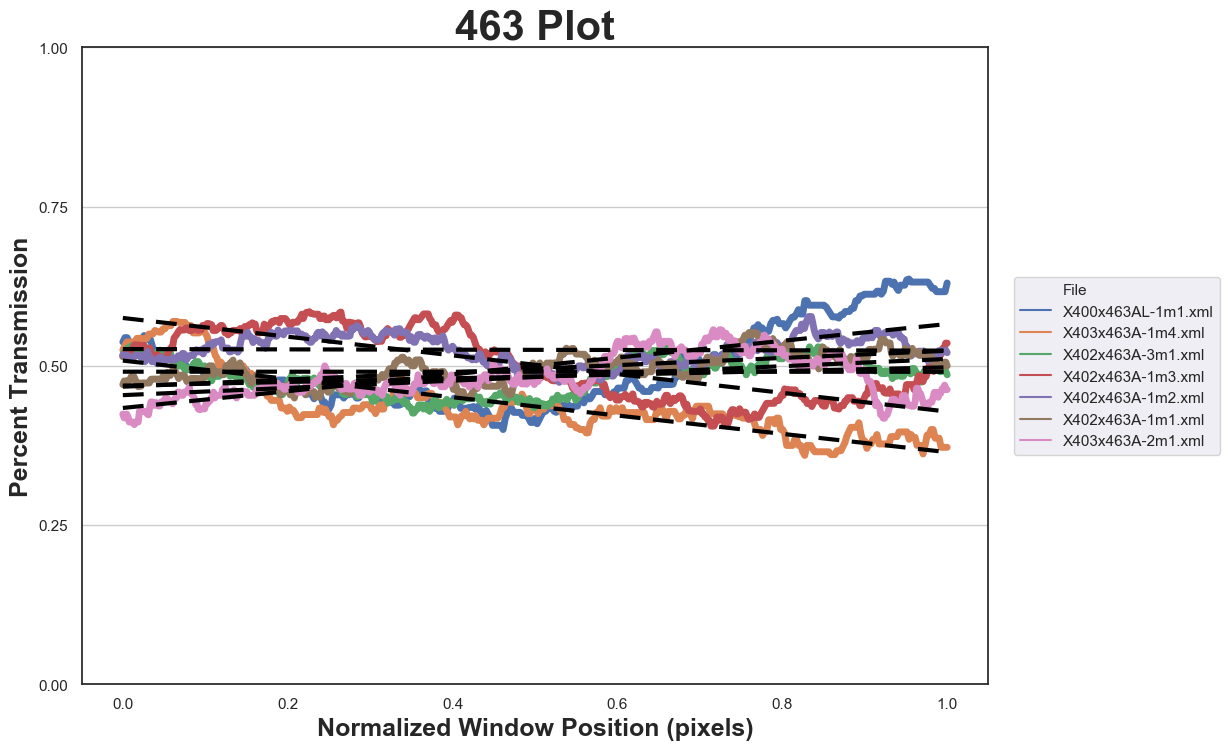 463 Plot
Percent Transmission
1.00
0.75
0.50
0.25
0.00
0.0 0.2 0.4 0.6 0.8 1.0
Normalized Window Position (pixels)
File
X400x463AL-1m1.xml
X403x463A-1m4.xml
X402x463A-3m1.xml
X402x463A-1m3.xml
X402x463A-1m2.xml
X402x463A-1m1.xml
X403x463A-2m1.xml